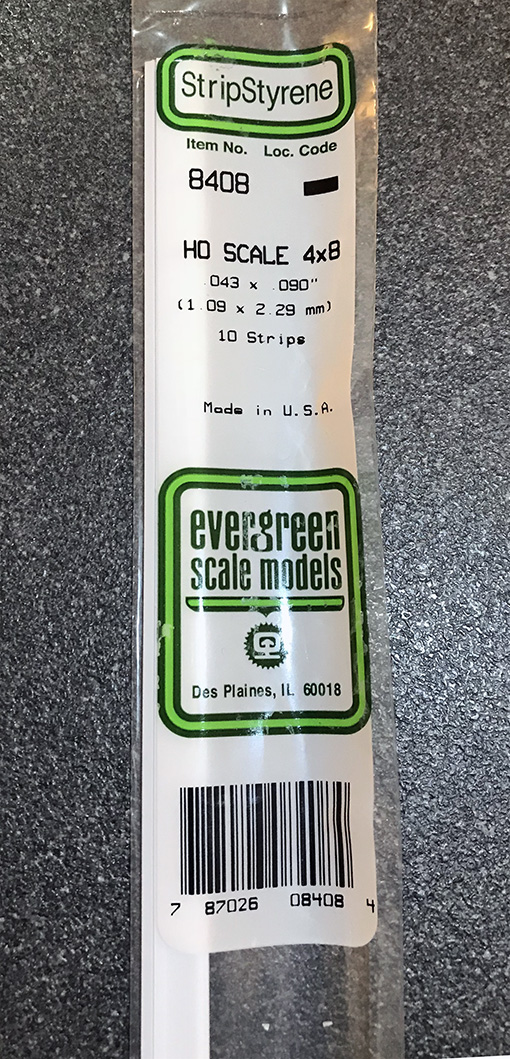 StripStyrene
Item No. Loc. Code
8408
HO SCALE 4x8
.043 x .090"
(1.09 x 2.29 mm)
10 Strips
Made in U.S.A.
evergreen
scale models
Des Plaines, IL 60018
7 87026 08408 4